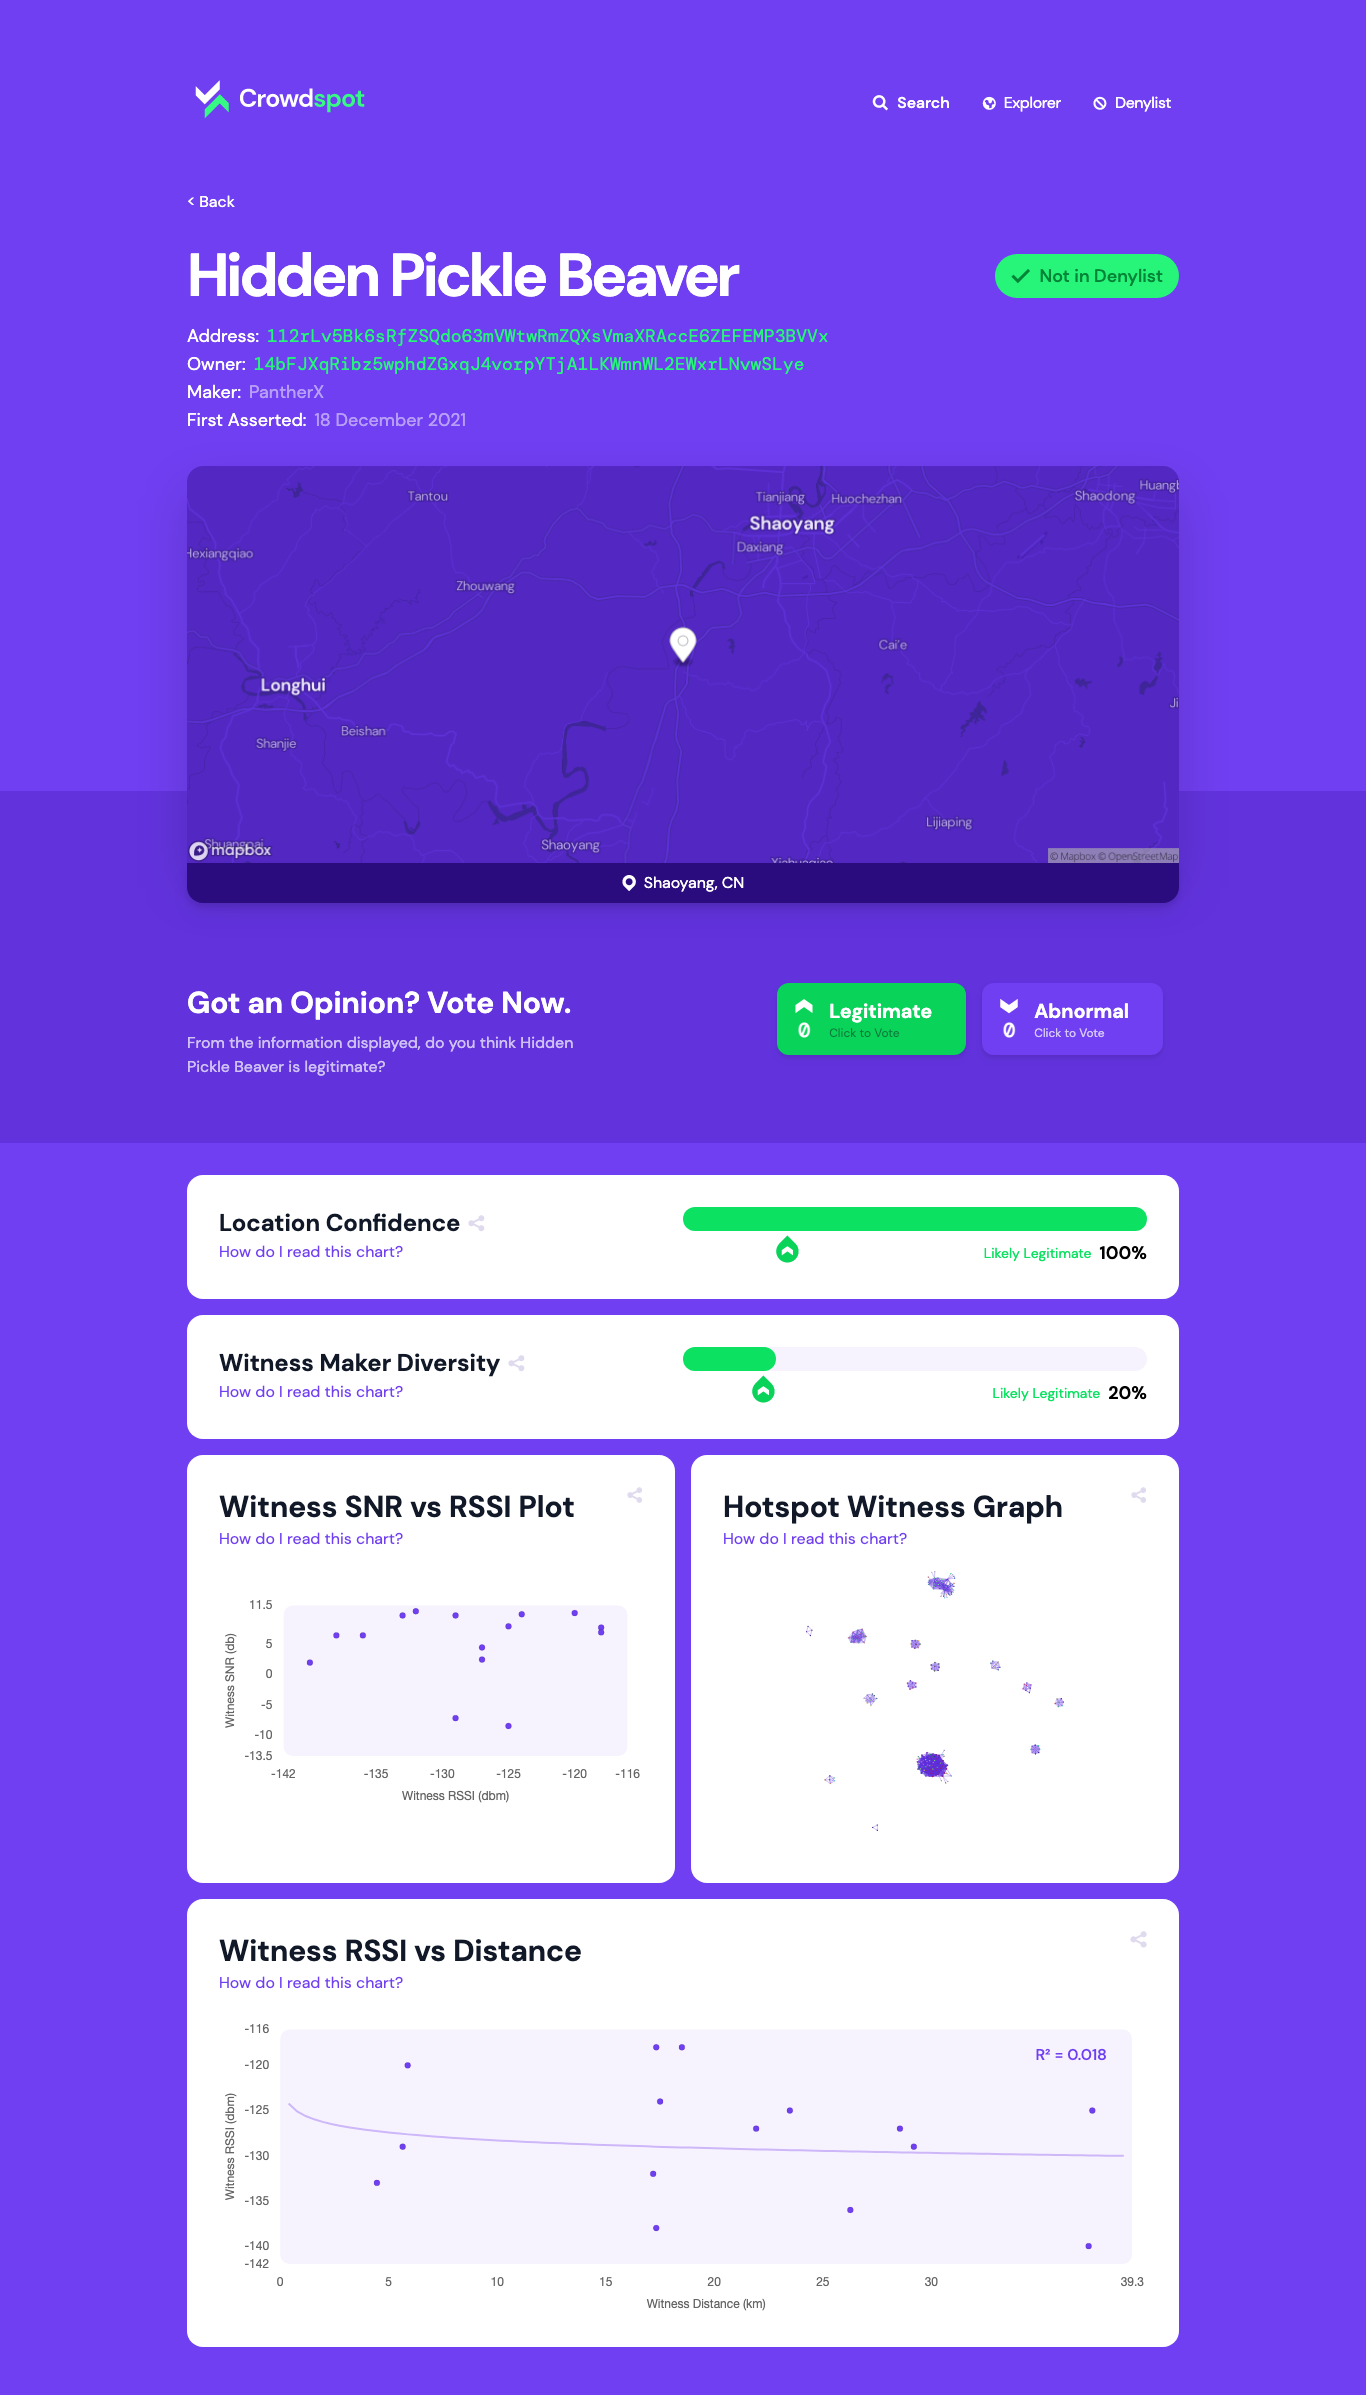 Crowdspot
Search
Explorer
Denylist
< Back
Hidden Pickle Beaver
Not in Denylist
Address: 112rLv5Bk6sRfZSQdo63mVWtwRmZQXsVmaXRAccE6ZEFEMP3BVVx
Owner: 14bFJXqRibz5wphdZGxqJ4vorpYTjA1LKWmnWL2EWxrLNvwSLye
Maker: PantherX
First Asserted: 18 December 2021
Tantou
Tianjiang
Huochezhan
Shaodong
Shaoyang
Daxiang
Hexiangqiao
Zhouwang
Cai'e
Longhui
Beishan
Shanjie
Lijiaping
Shaoyang
mapbox
© Mapbox © OpenStreetMap
Shaoyang, CN
Got an Opinion? Vote Now.
From the information displayed, do you think Hidden
Pickle Beaver is legitimate?
Legitimate
0
Click to Vote
Abnormal
0
Click to Vote
Location Confidence
How do I read this chart?
Likely Legitimate 100%
Witness Maker Diversity
How do I read this chart?
Likely Legitimate 20%
Witness SNR vs RSSI Plot
How do I read this chart?
11.5
5
0
-5
-10
-13.5
Witness SNR (db)
-142 -135 -130 -125 -120 -116
Witness RSSI (dbm)
Hotspot Witness Graph
How do I read this chart?
Witness RSSI vs Distance
How do I read this chart?
-116
-120
-125
-130
-135
-140
-142
Witness RSSI (dbm)
R² = 0.018
0 5 10 15 20 25 30 39.3
Witness Distance (km)